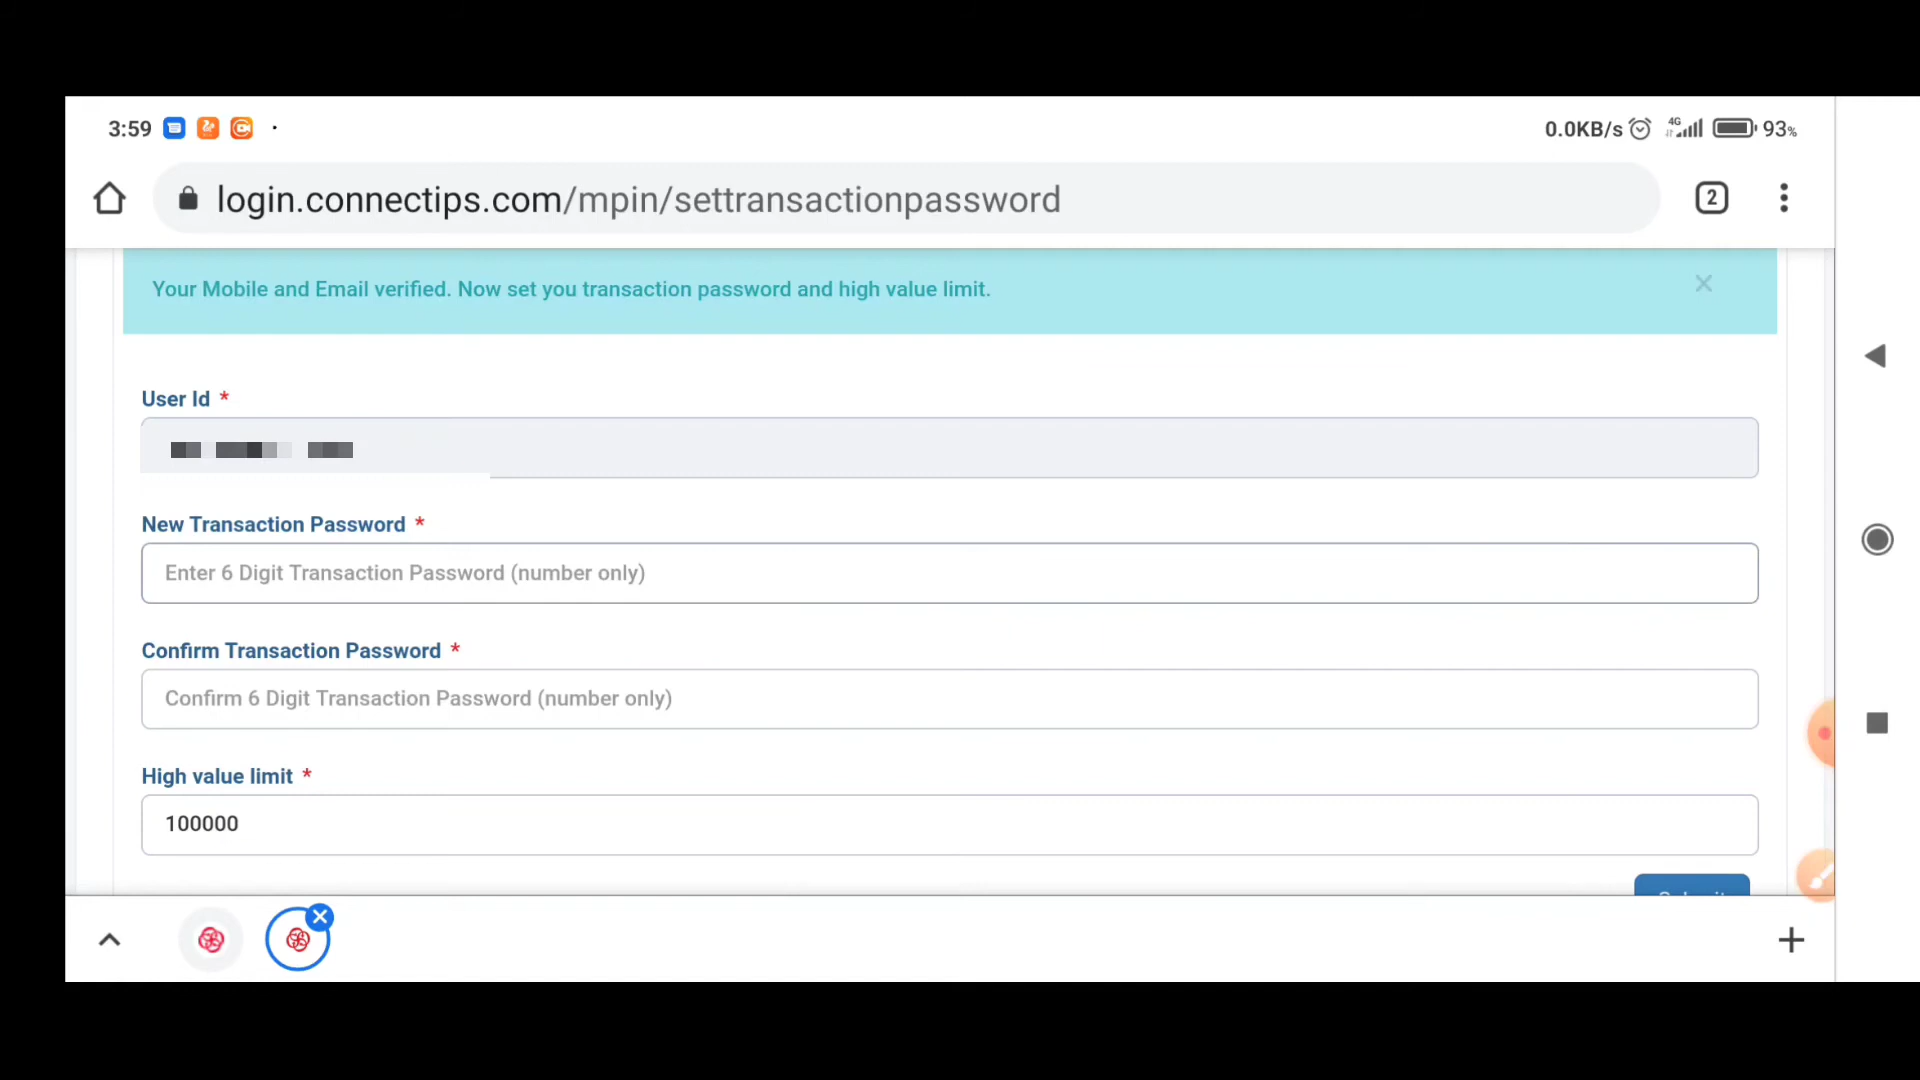 3:59
0.0KB/s 4G 93%
login.connectips.com/mpin/settransactionpassword
2
Your Mobile and Email verified. Now set you transaction password and high value limit.
User Id *
New Transaction Password *
Enter 6 Digit Transaction Password (number only)
Confirm Transaction Password *
Confirm 6 Digit Transaction Password (number only)
High value limit *
100000